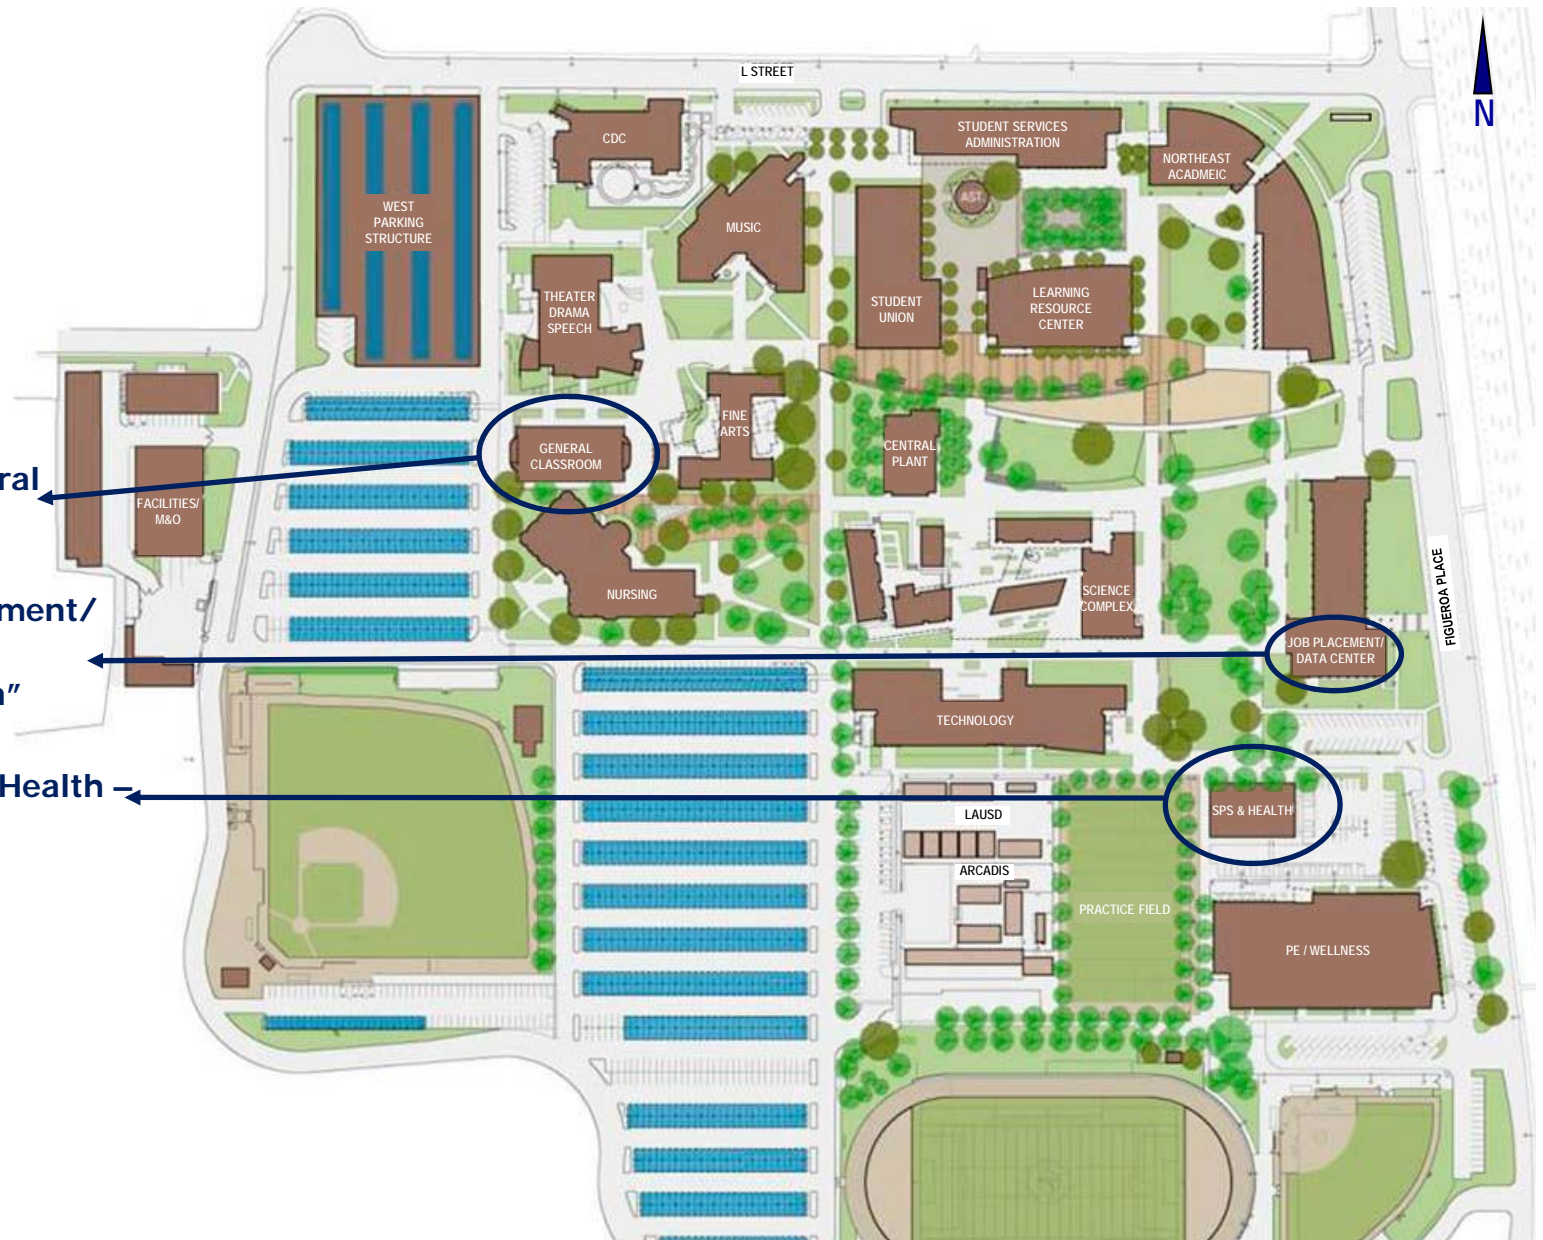 L STREET
N
CDC
STUDENT SERVICES
ADMINISTRATION
NORTHEAST
ACADMEIC
WEST
PARKING
STRUCTURE
MUSIC
AST
THEATER
DRAMA
SPEECH
STUDENT
UNION
LEARNING
RESOURCE
CENTER
FINE
ARTS
GENERAL
CLASSROOM
CENTRAL
PLANT
ral
FACILITIES/
M&O
FIGUEROA PLACE
NURSING
SCIENCE
COMPLEX
ment/
JOB PLACEMENT/
DATA CENTER
n”
TECHNOLOGY
Health –
LAUSD
SPS & HEALTH
ARCADIS
PRACTICE FIELD
PE / WELLNESS